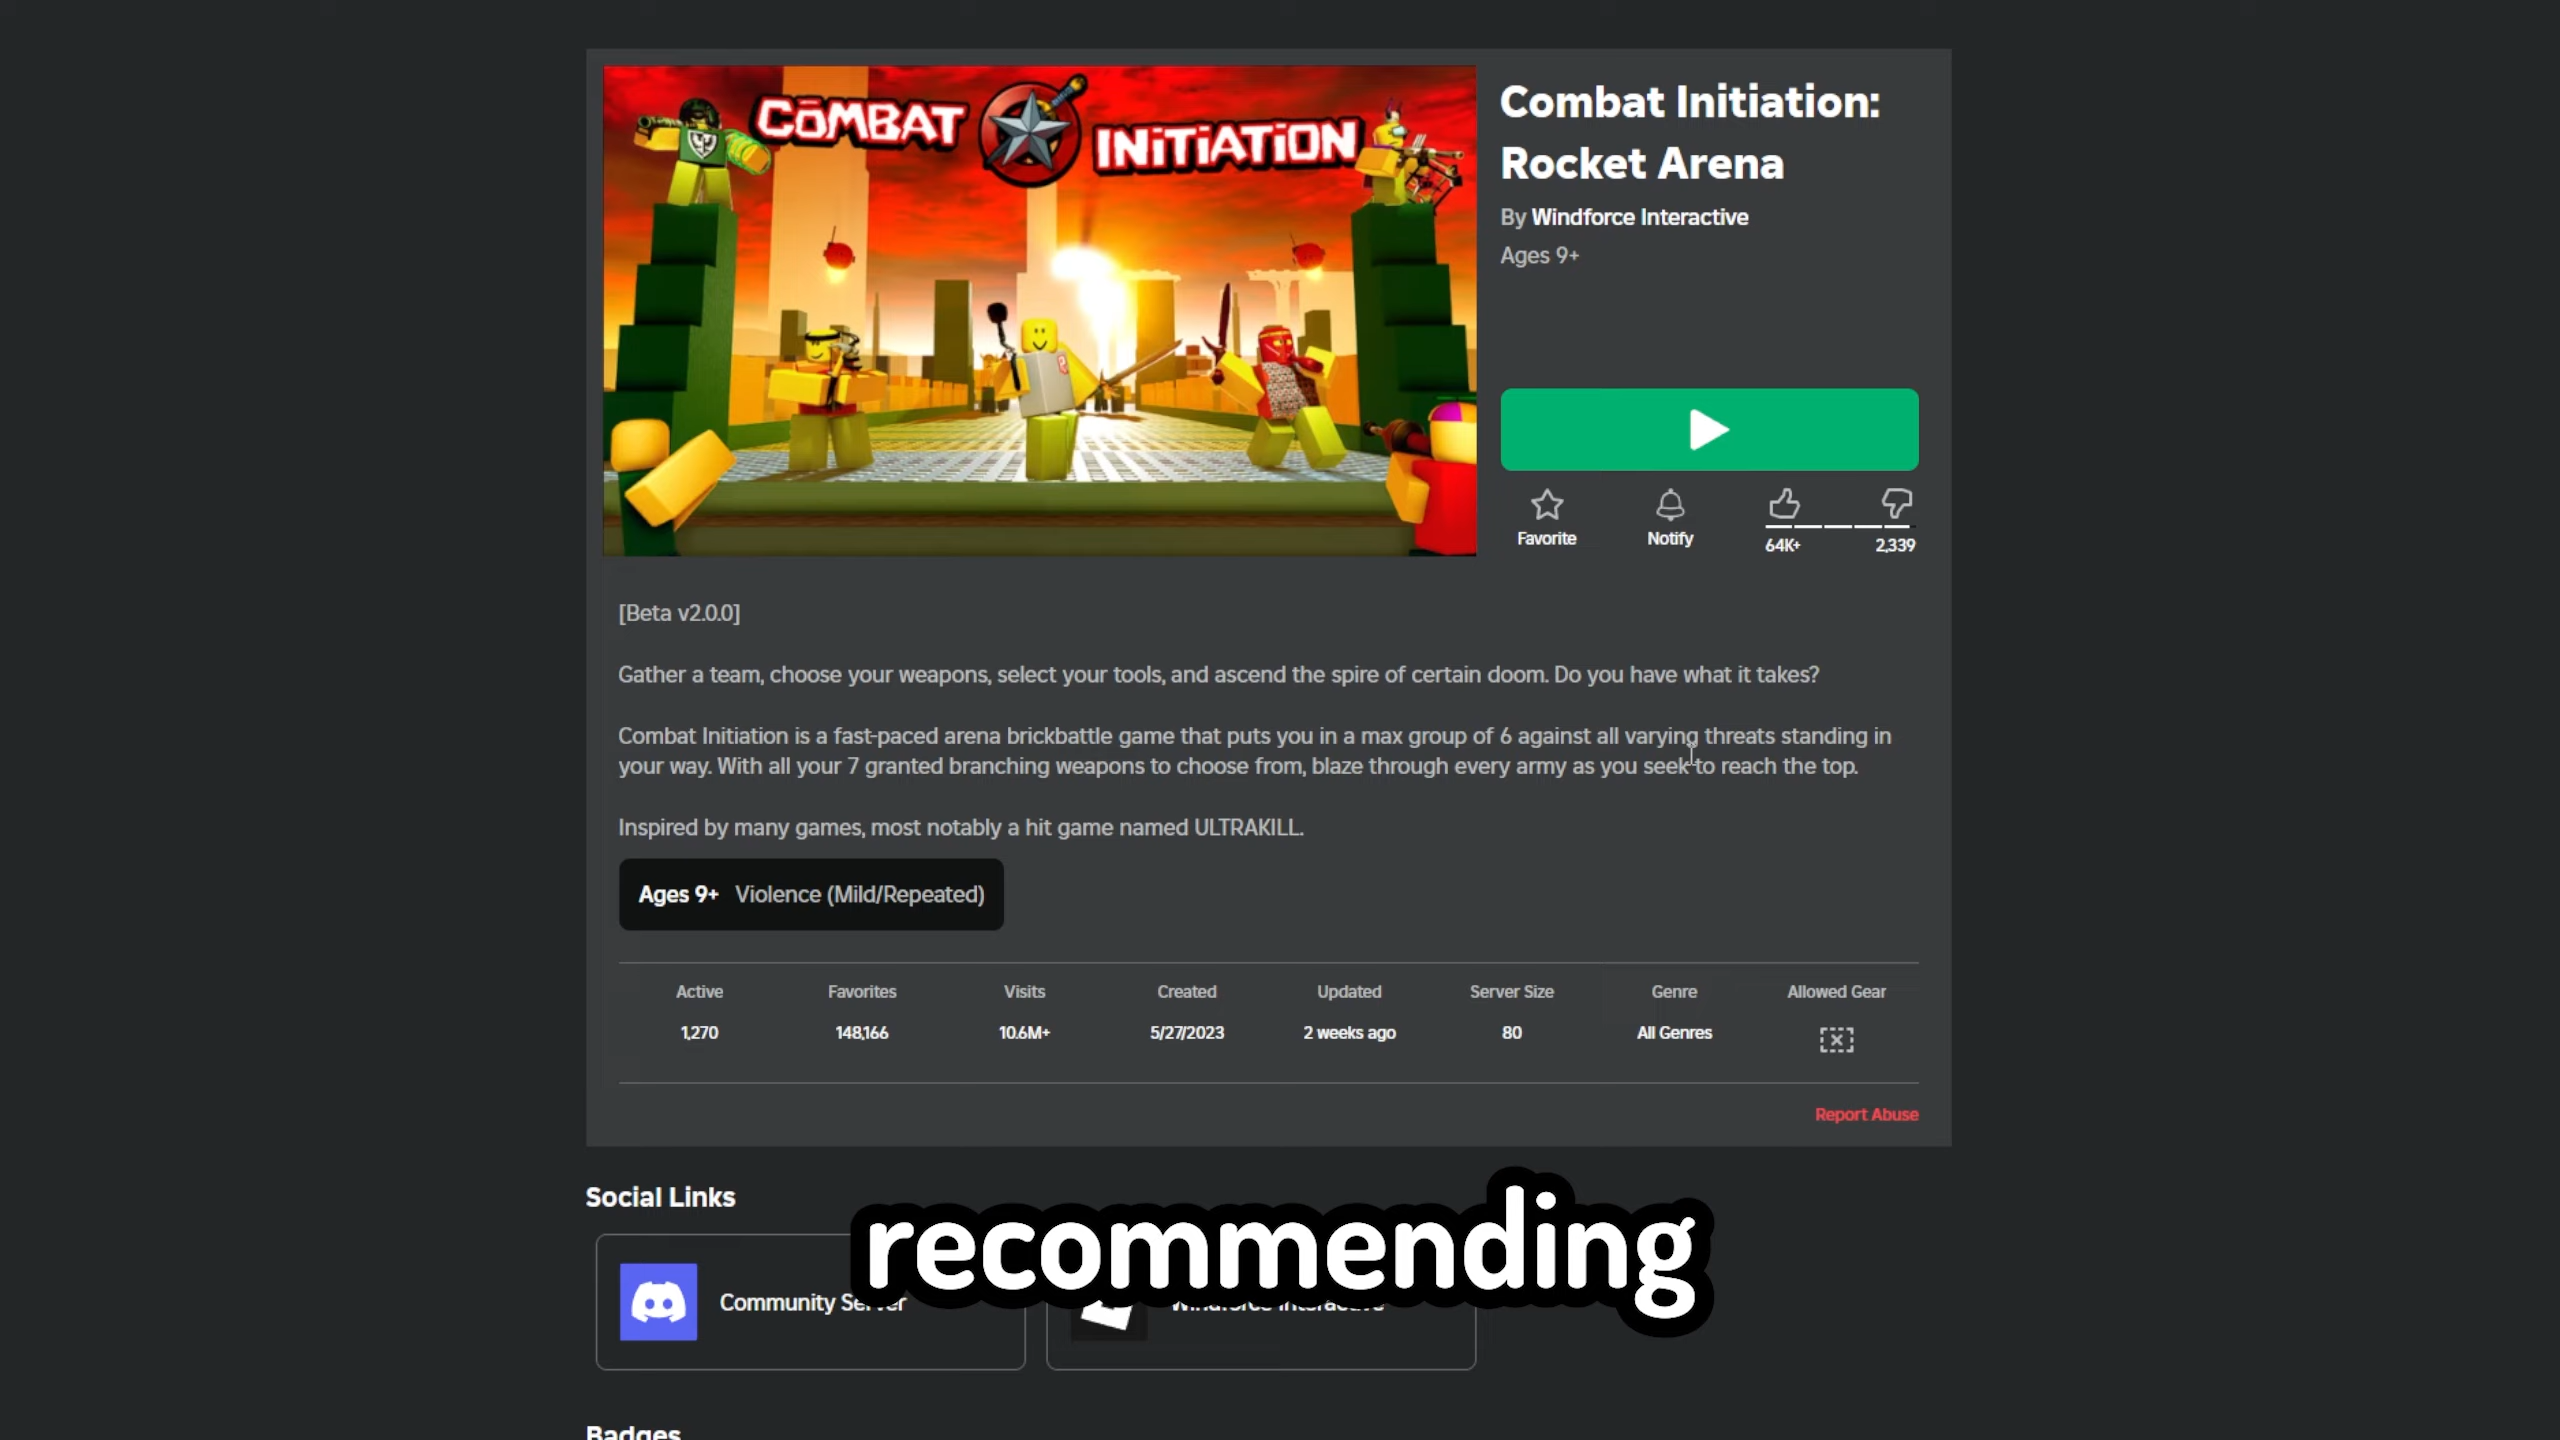 COMBAT INITIATION
Combat Initiation:
Rocket Arena
By Windforce Interactive
Ages 9+
Favorite
Notify
64K+
2,339
[Beta v2.0.0]
Gather a team, choose your weapons, select your tools, and ascend the spire of certain doom. Do you have what it takes?
Combat Initiation is a fast-paced arena brickbattle game that puts you in a max group of 6 against all varying threats standing in
your way. With all your 7 granted branching weapons to choose from, blaze through every army as you seek to reach the top.
Inspired by many games, most notably a hit game named ULTRAKILL.
Ages 9+ Violence (Mild/Repeated)
Active Favorites Visits Created Updated Server Size Genre Allowed Gear
1,270 148,166 10.6M+ 5/27/2023 2 weeks ago 80 All Genres
Report Abuse
Social Links
recommending
Community Server
Windforce Interactive
Badges